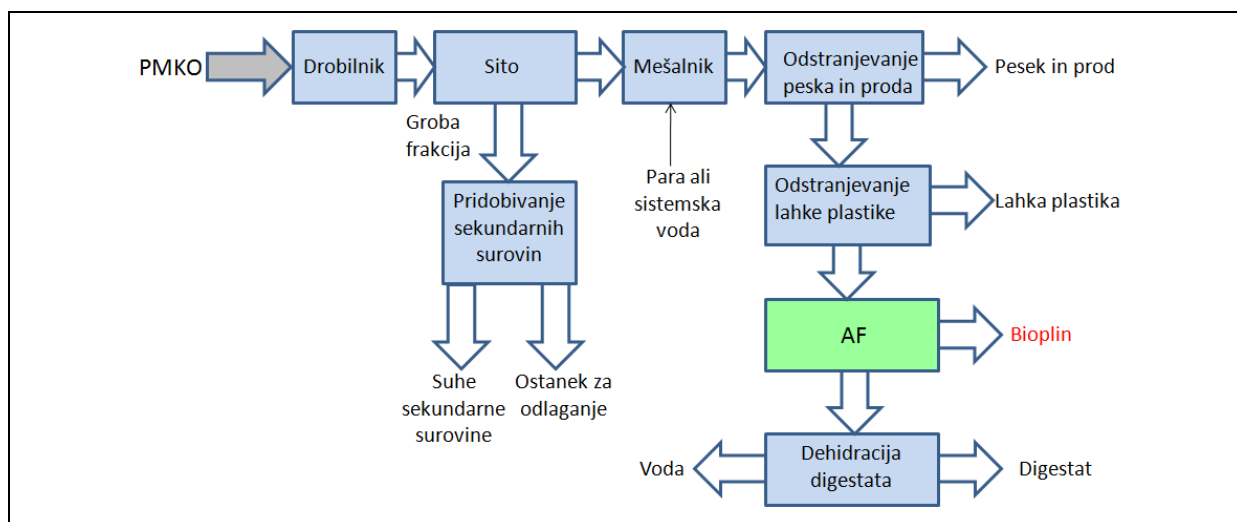 PMKO
Drobilnik
Sito
Mešalnik
Odstranjevanje
peska in proda
Pesek in prod
Groba
frakcija
Para ali
sistemska
voda
Odstranjevanje
lahke plastike
Lahka plastika
Pridobivanje
sekundarnih
surovin
Suhe
sekundarne
surovine
Ostanek za
odlaganje
AF
Bioplin
Voda
Dehidracija
digestata
Digestat